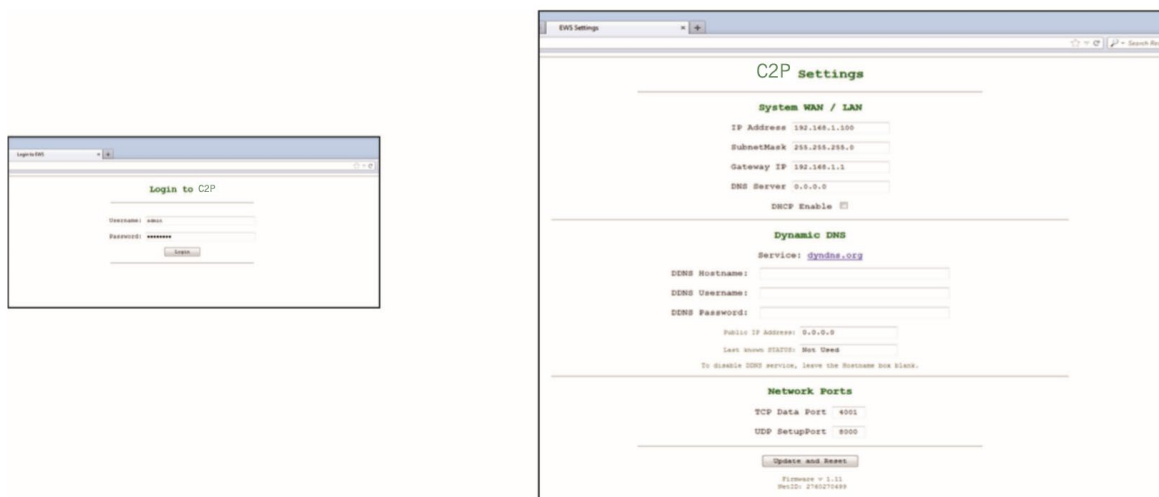 Login to EWS
Login to C2P
Username: admin
Password: ••••••••
Login
EWS Settings
C2P Settings
System WAN / LAN
IP Address 192.168.1.100
SubnetMask 255.255.255.0
Gateway IP 192.168.1.1
DNS Server 0.0.0.0
DHCP Enable
Dynamic DNS
Service: dyndns.org
DDNS Hostname:
DDNS Username:
DDNS Password:
Public IP Address: 0.0.0.0
Last known STATUS: Not Used
To disable DDNS service, leave the Hostname box blank.
Network Ports
TCP Data Port 4001
UDP SetupPort 8000
Update and Reset
Firmware v 1.11